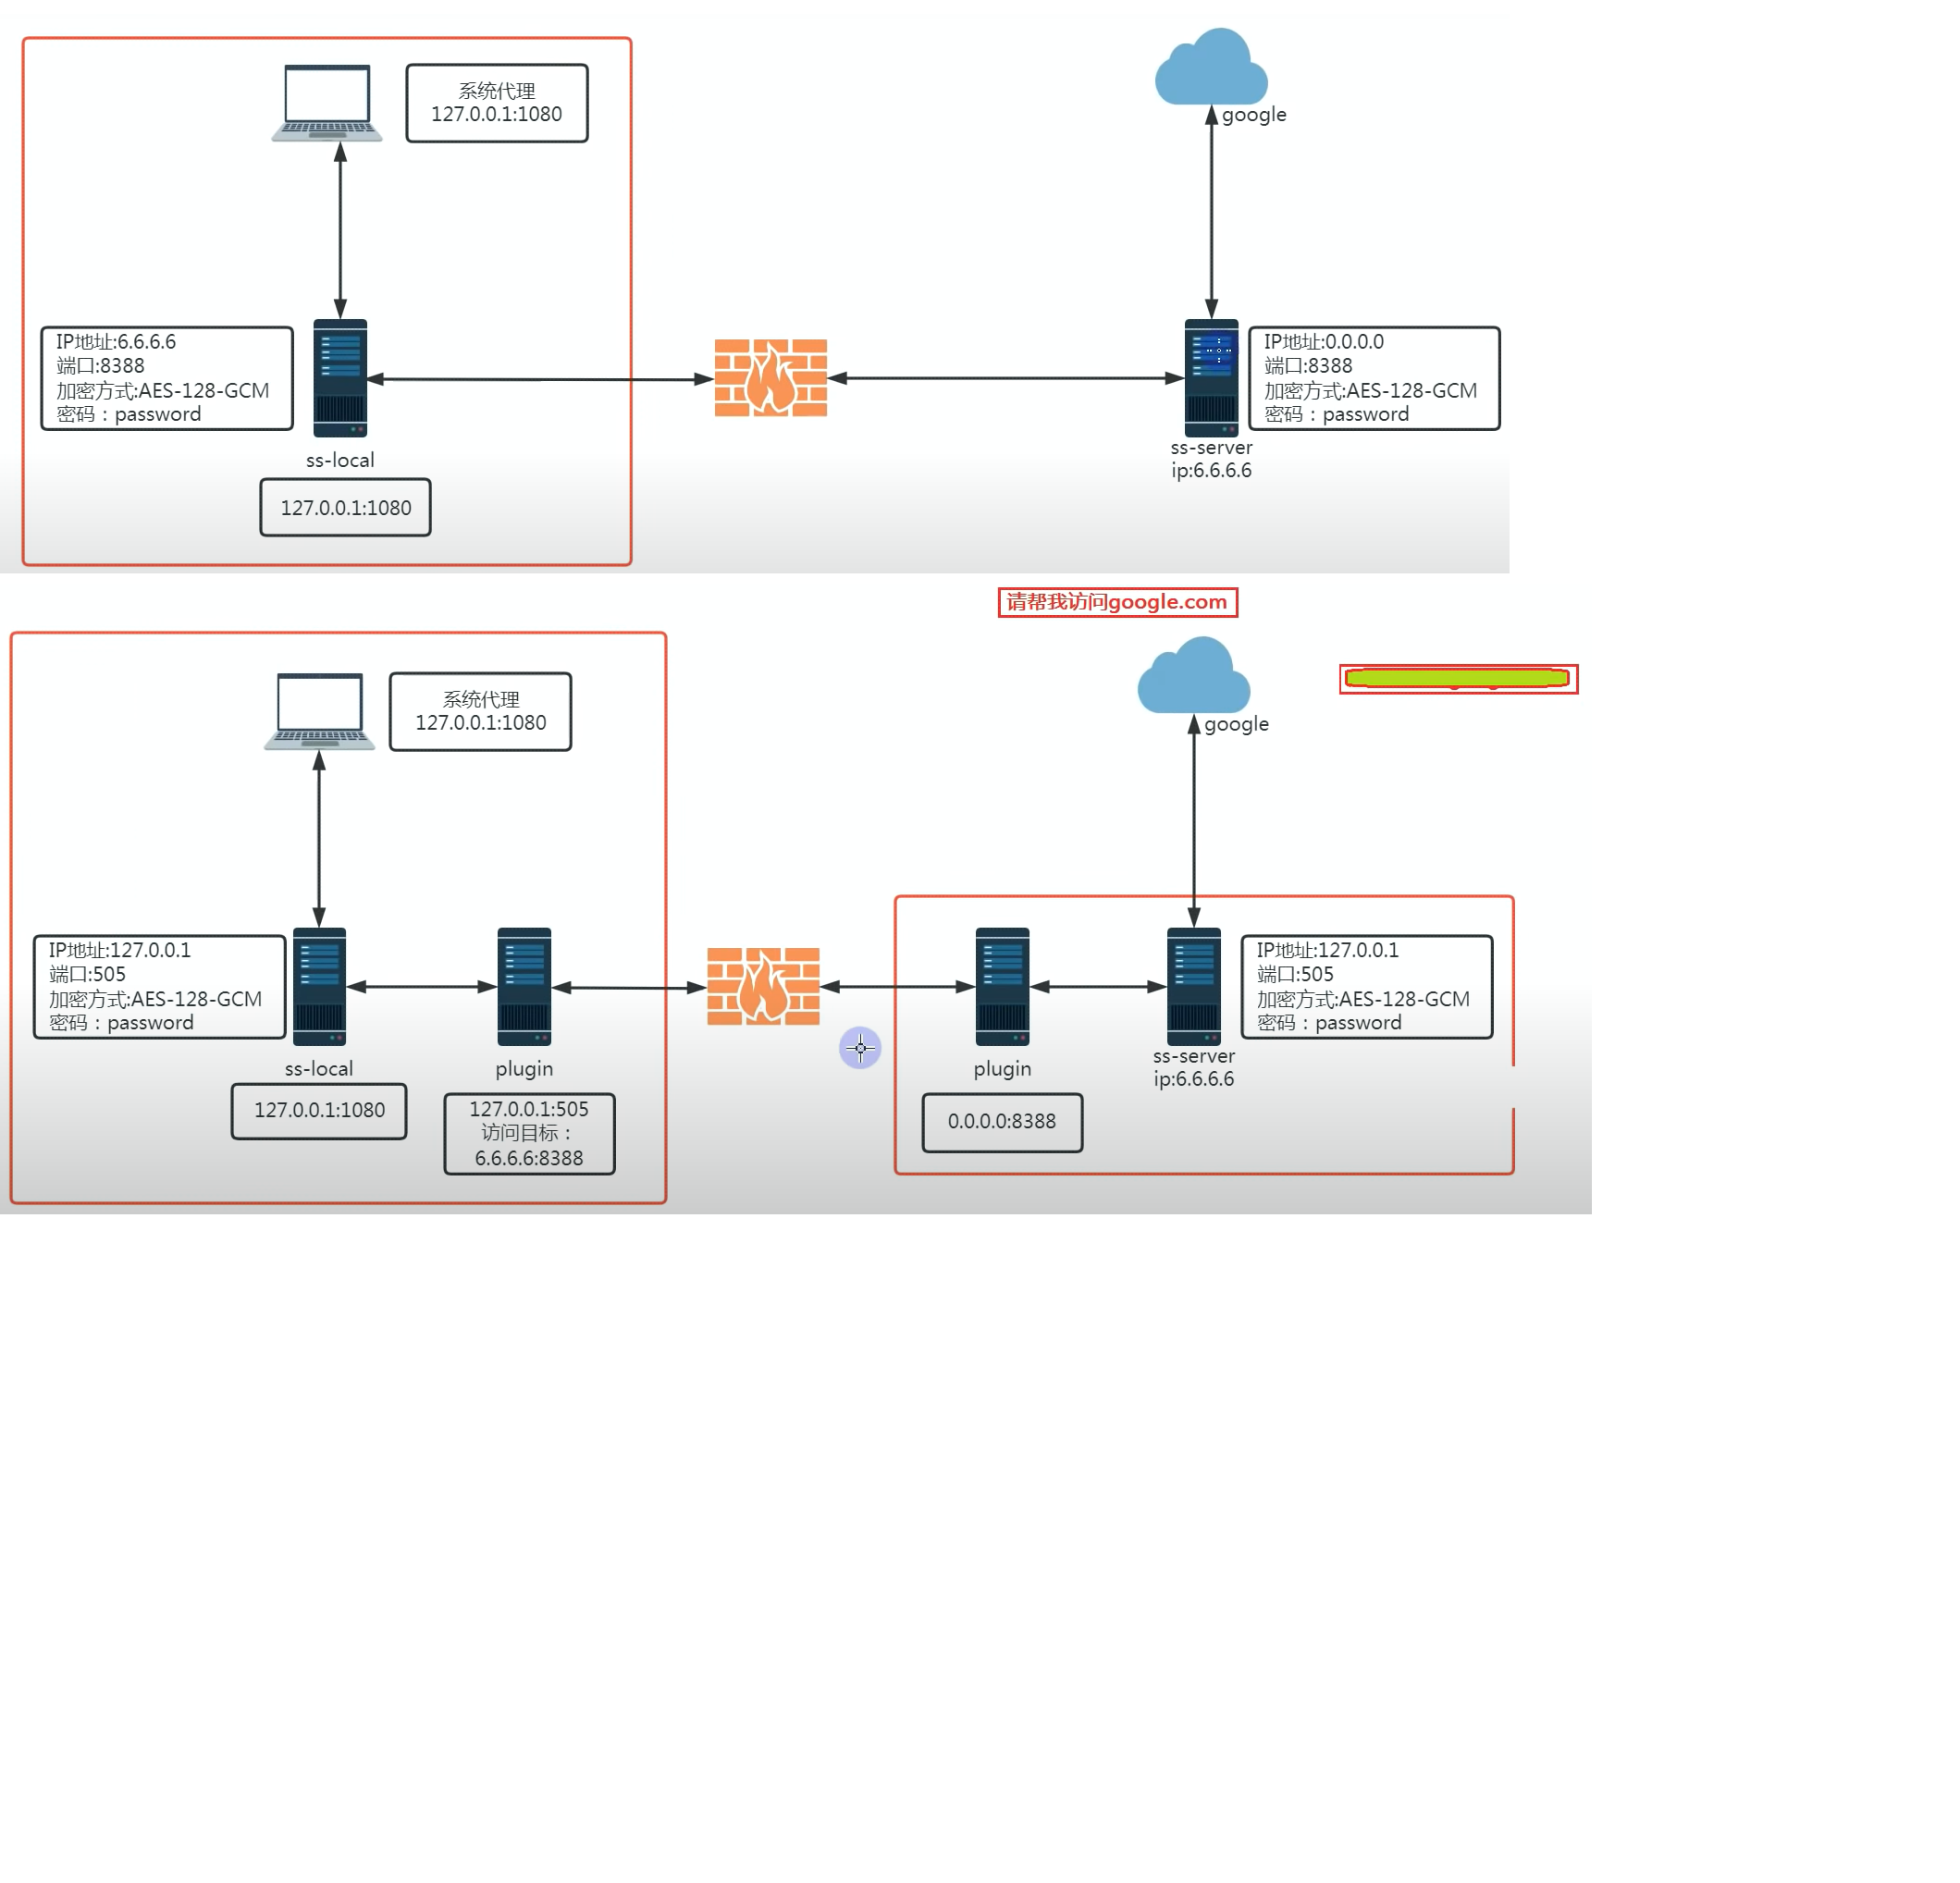 系统代理
127.0.0.1:1080
google
IP地址:6.6.6.6
端口:8388
加密方式:AES-128-GCM
密码：password
ss-local
127.0.0.1:1080
IP地址:0.0.0.0
端口:8388
加密方式:AES-128-GCM
密码：password
ss-server
ip:6.6.6.6
请帮我访问google.com
系统代理
127.0.0.1:1080
google
IP地址:127.0.0.1
端口:505
加密方式:AES-128-GCM
密码：password
ss-local
127.0.0.1:1080
plugin
127.0.0.1:505
访问目标：
6.6.6.6:8388
plugin
0.0.0.0:8388
IP地址:127.0.0.1
端口:505
加密方式:AES-128-GCM
密码：password
ss-server
ip:6.6.6.6